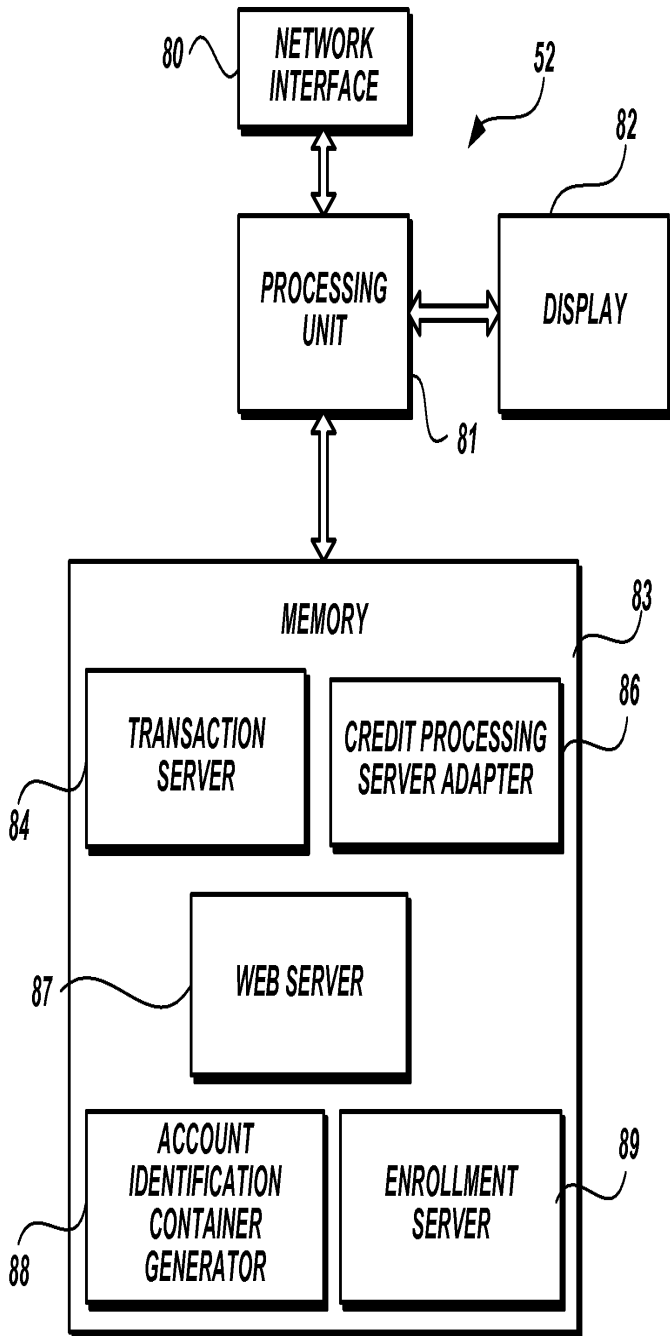 80
NETWORK
INTERFACE
52
82
PROCESSING
UNIT
DISPLAY
81
MEMORY
83
TRANSACTION
SERVER
84
CREDIT PROCESSING
SERVER ADAPTER
86
WEB SERVER
87
ACCOUNT
IDENTIFICATION
CONTAINER
GENERATOR
88
ENROLLMENT
SERVER
89